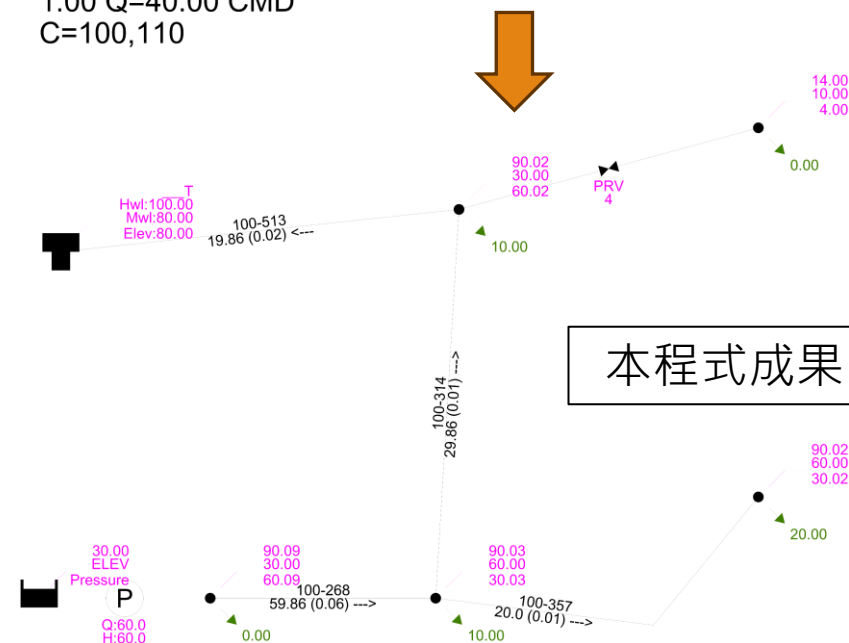 1.00 Q=40.00 CMD
C=100,110
14.00
10.00
4.00
0.00
90.02
30.00
60.02
PRV
4
10.00
T
Hwl:100.00
Mwl:80.00
Elev:80.00
100-513
19.86 (0.02) <---
100-314
29.86 (0.01) --->
本程式成果
90.02
60.00
30.02
20.00
30.00
ELEV
Pressure
P
Q:60.0
H:60.0
90.09
30.00
60.09
0.00
100-268
59.86 (0.06) --->
90.03
60.00
30.03
10.00
100-357
20.0 (0.01) --->